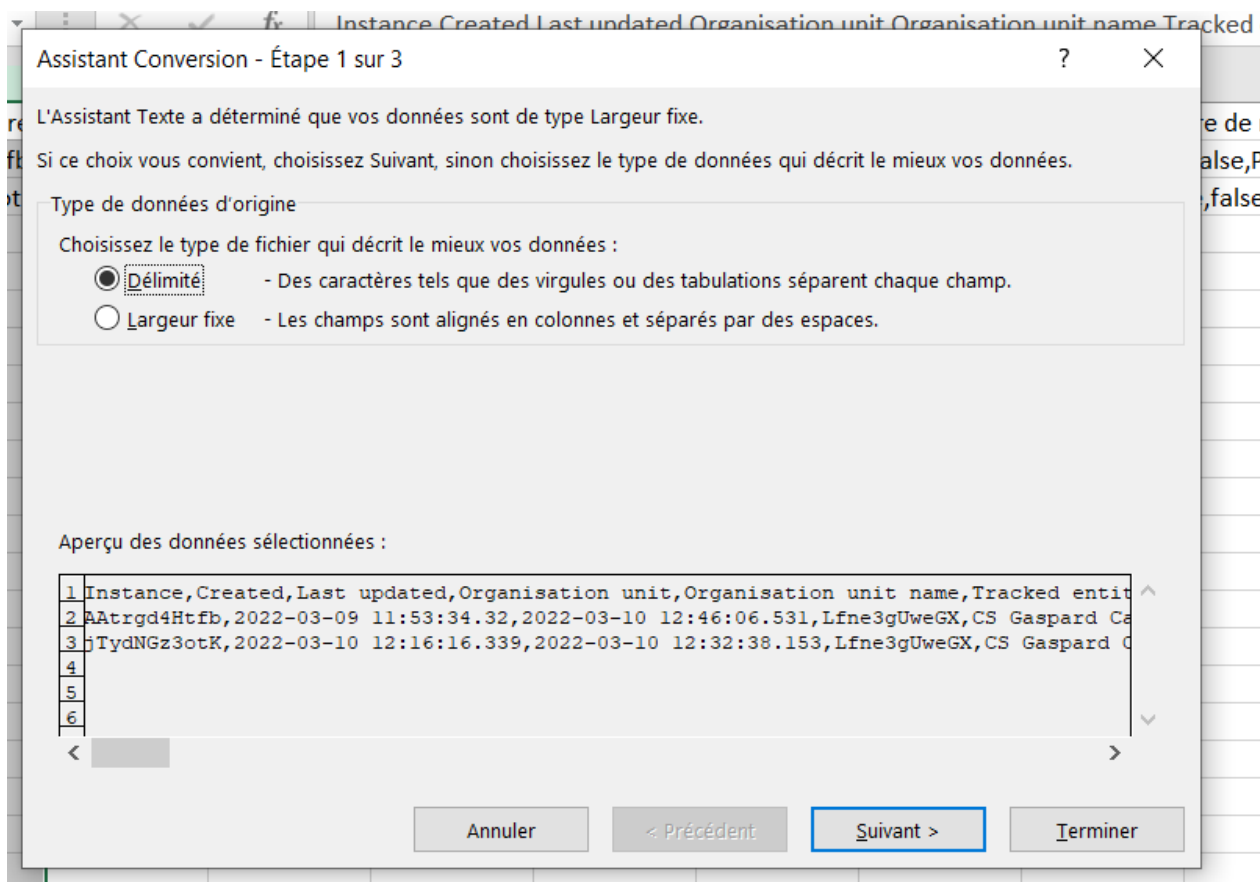 Instance,Created,Last updated,Organisation unit,Organisation unit name,Tracked
Assistant Conversion - Étape 1 sur 3
?
L'Assistant Texte a déterminé que vos données sont de type Largeur fixe.
Si ce choix vous convient, choisissez Suivant, sinon choisissez le type de données qui décrit le mieux vos données.
Type de données d'origine
Choisissez le type de fichier qui décrit le mieux vos données :
Délimité - Des caractères tels que des virgules ou des tabulations séparent chaque champ.
Largeur fixe - Les champs sont alignés en colonnes et séparés par des espaces.
Aperçu des données sélectionnées :
1 Instance,Created,Last updated,Organisation unit,Organisation unit name,Tracked entit
2 AAtrgd4Htfb,2022-03-09 11:53:34.32,2022-03-10 12:46:06.531,Lfne3gUweGX,CS Gaspard Ca
3 jTydNGz3otK,2022-03-10 12:16:16.339,2022-03-10 12:32:38.153,Lfne3gUweGX,CS Gaspard C
4
5
6
Annuler < Précédent Suivant > Terminer
re de
alse,P
,false